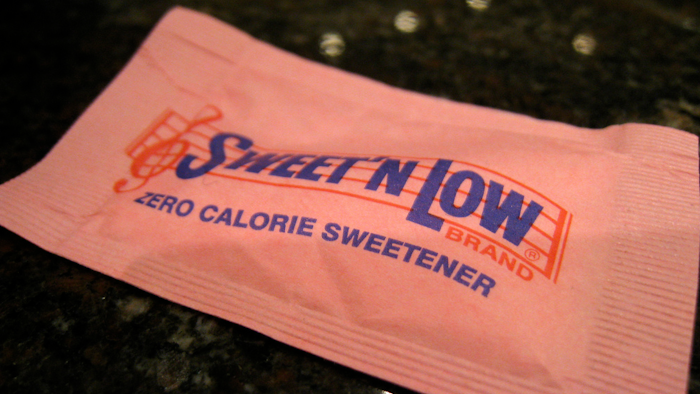 SWEET'N LOW
BRAND®
ZERO CALORIE SWEETENER